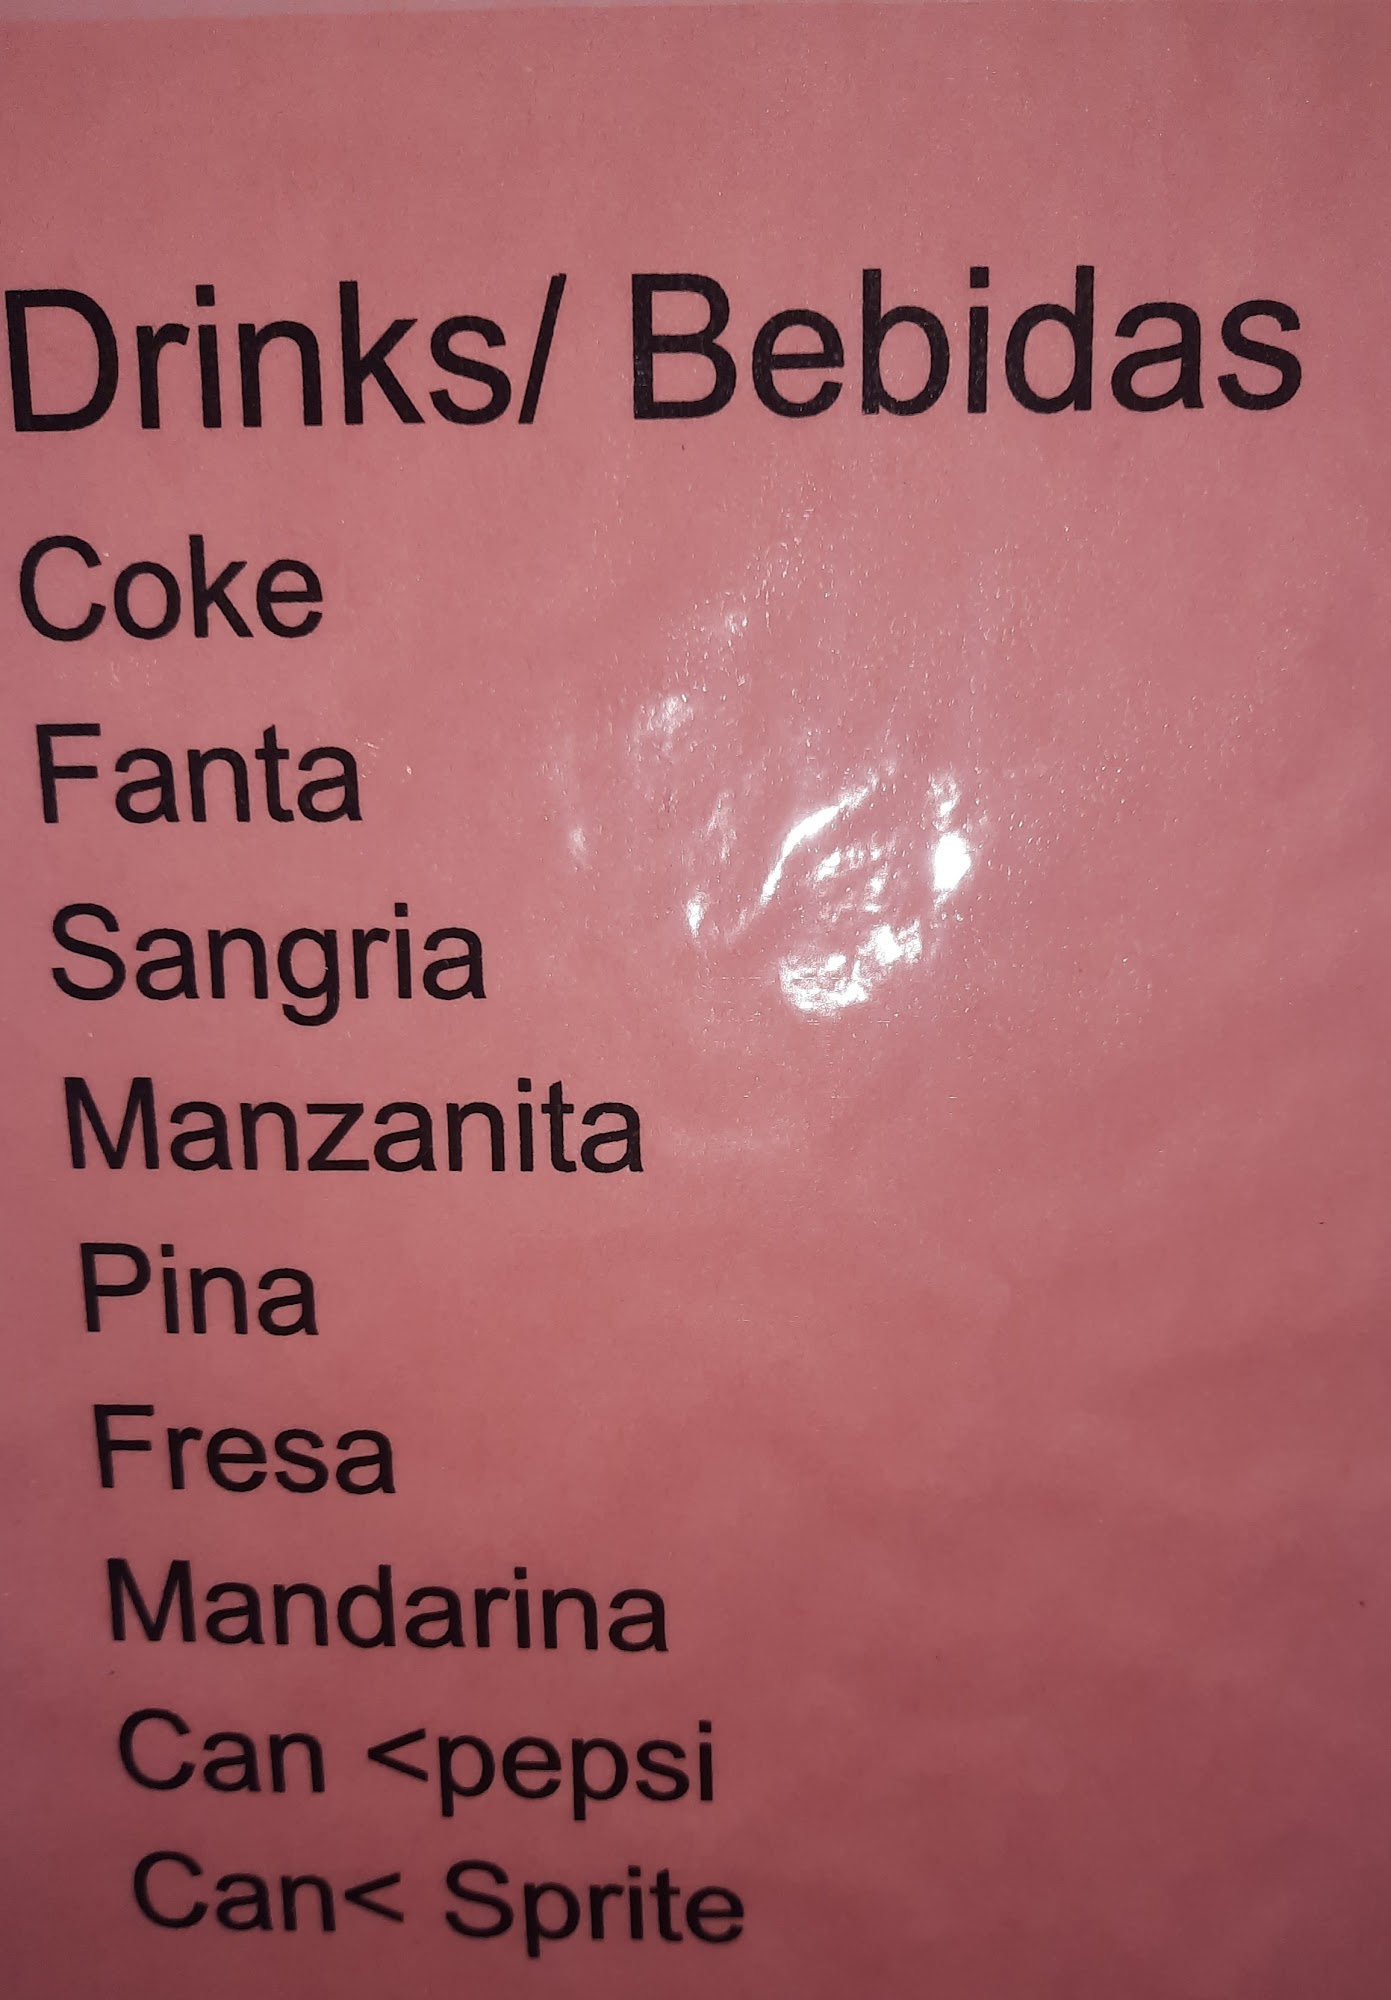 Drinks/ Bebidas
Coke
Fanta
Sangria
Manzanita
Pina
Fresa
Mandarina
Can <pepsi
Can< Sprite